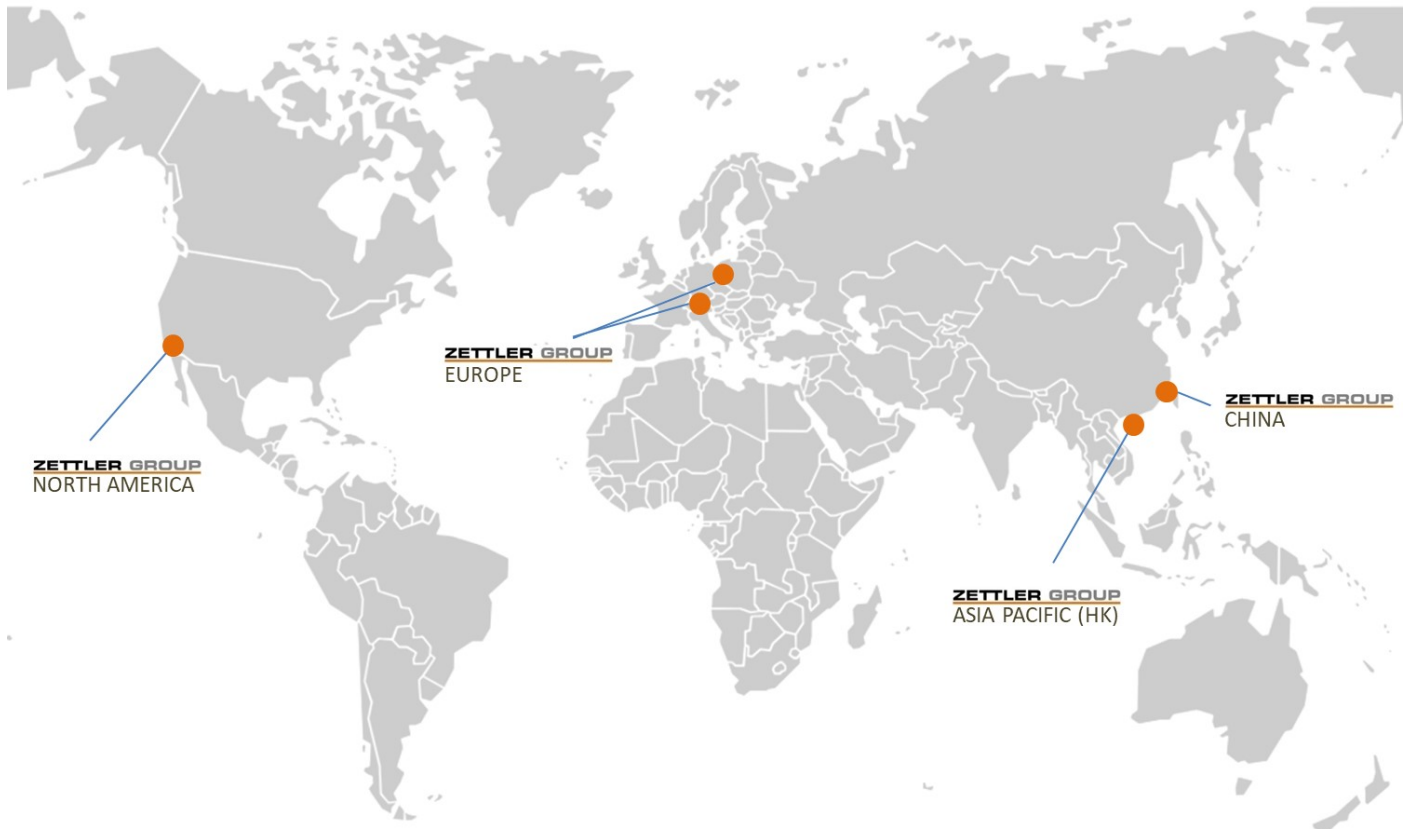 ZETTLER GROUP
EUROPE
ZETTLER GROUP
CHINA
ZETTLER GROUP
NORTH AMERICA
ZETTLER GROUP
ASIA PACIFIC (HK)